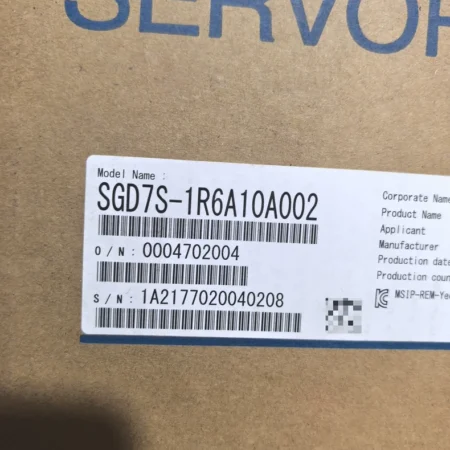 SERVOP
Model Name :
SGD7S-1R6A10A002
O/N: 0004702004
S/N: 1A2177020040208
Corporate Name
Product Name
Applicant
Manufacturer
Production date
Production coun
MSIP-REM-Ye